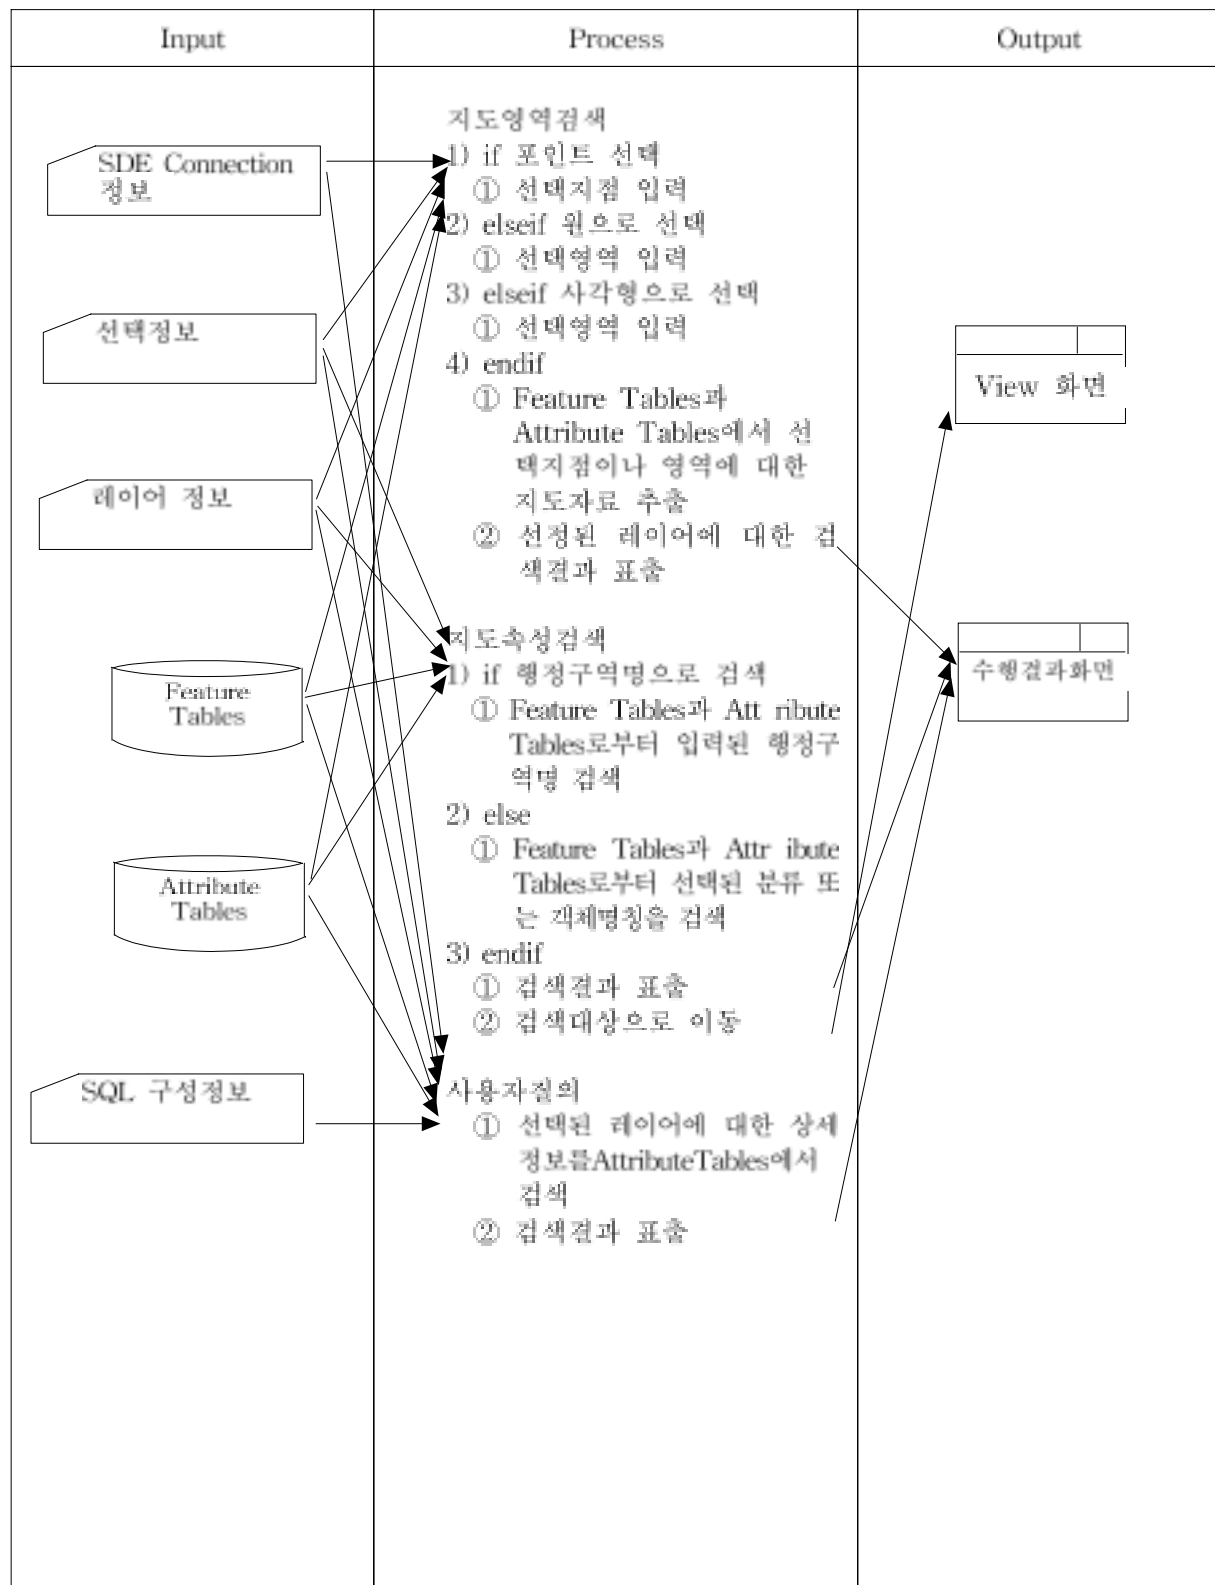 Input
Process
Output
SDE Connection
정보
선택정보
레이어 정보
Feature
Tables
Attribute
Tables
SQL 구성정보
지도영역검색
1) if 포인트 선택
① 선택지점 입력
2) elseif 원으로 선택
① 선택영역 입력
3) elseif 사각형으로 선택
① 선택영역 입력
4) endif
① Feature Tables과
Attribute Tables에서 선
택지점이나 영역에 대한
지도자료 추출
② 선정된 레이어에 대한 검
색결과 표출
지도속성검색
1) if 행정구역명으로 검색
① Feature Tables과 Att ribute
Tables로부터 입력된 행정구
역명 검색
2) else
① Feature Tables과 Attr ibute
Tables로부터 선택된 분류 또
는 객체명칭을 검색
3) endif
① 검색결과 표출
② 검색대상으로 이동
사용자질의
① 선택된 레이어에 대한 상세
정보를AttributeTables에서
검색
② 검색결과 표출
View 화면
수행결과화면